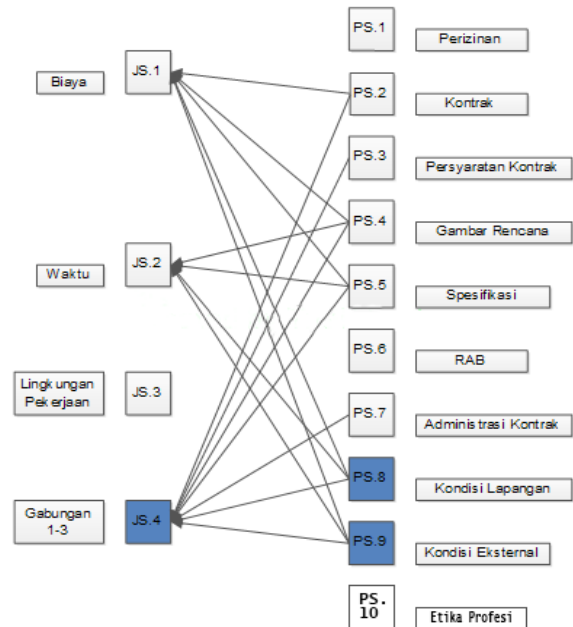 PS.1
Perizinan
Biaya
JS.1
PS.2
Kontrak
PS.3
Persyaratan Kontrak
PS.4
Gambar Rencana
Waktu
JS.2
PS.5
Spesifikasi
PS.6
RAB
Lingkungan
Pekerjaan
JS.3
PS.7
Administrasi Kontrak
PS.8
Kondisi Lapangan
Gabungan
1-3
JS.4
PS.9
Kondisi Eksternal
PS.
10
Etika Profesi